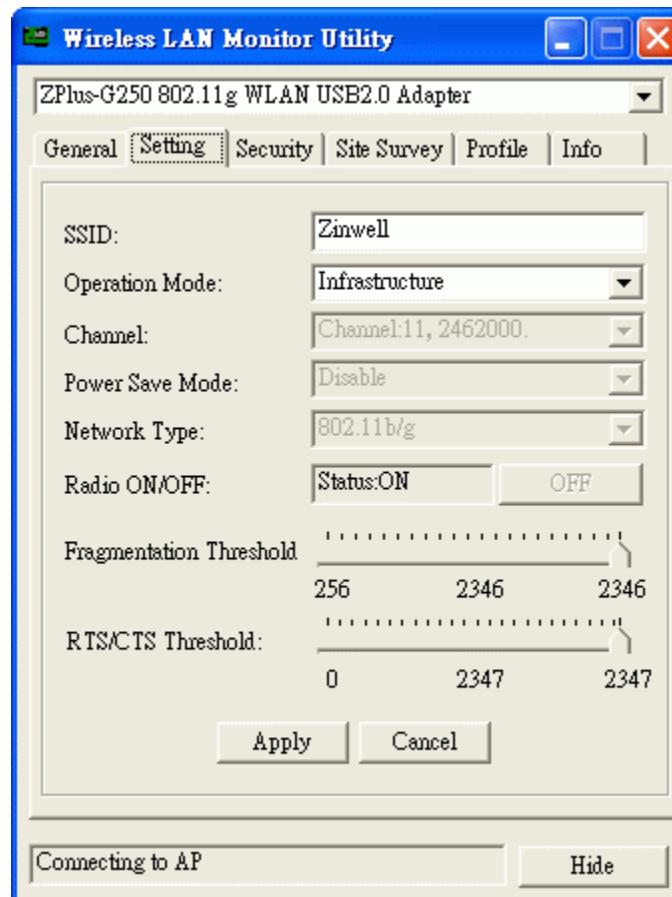 Wireless LAN Monitor Utility
ZPlus-G250 802.11g WLAN USB2.0 Adapter
General Setting Security Site Survey Profile Info
SSID: Zinwell
Operation Mode: Infrastructure
Channel: Channel:11, 2462000.
Power Save Mode: Disable
Network Type: 802.11b/g
Radio ON/OFF: Status:ON OFF
Fragmentation Threshold
256 2346 2346
RTS/CTS Threshold:
0 2347 2347
Apply Cancel
Connecting to AP Hide